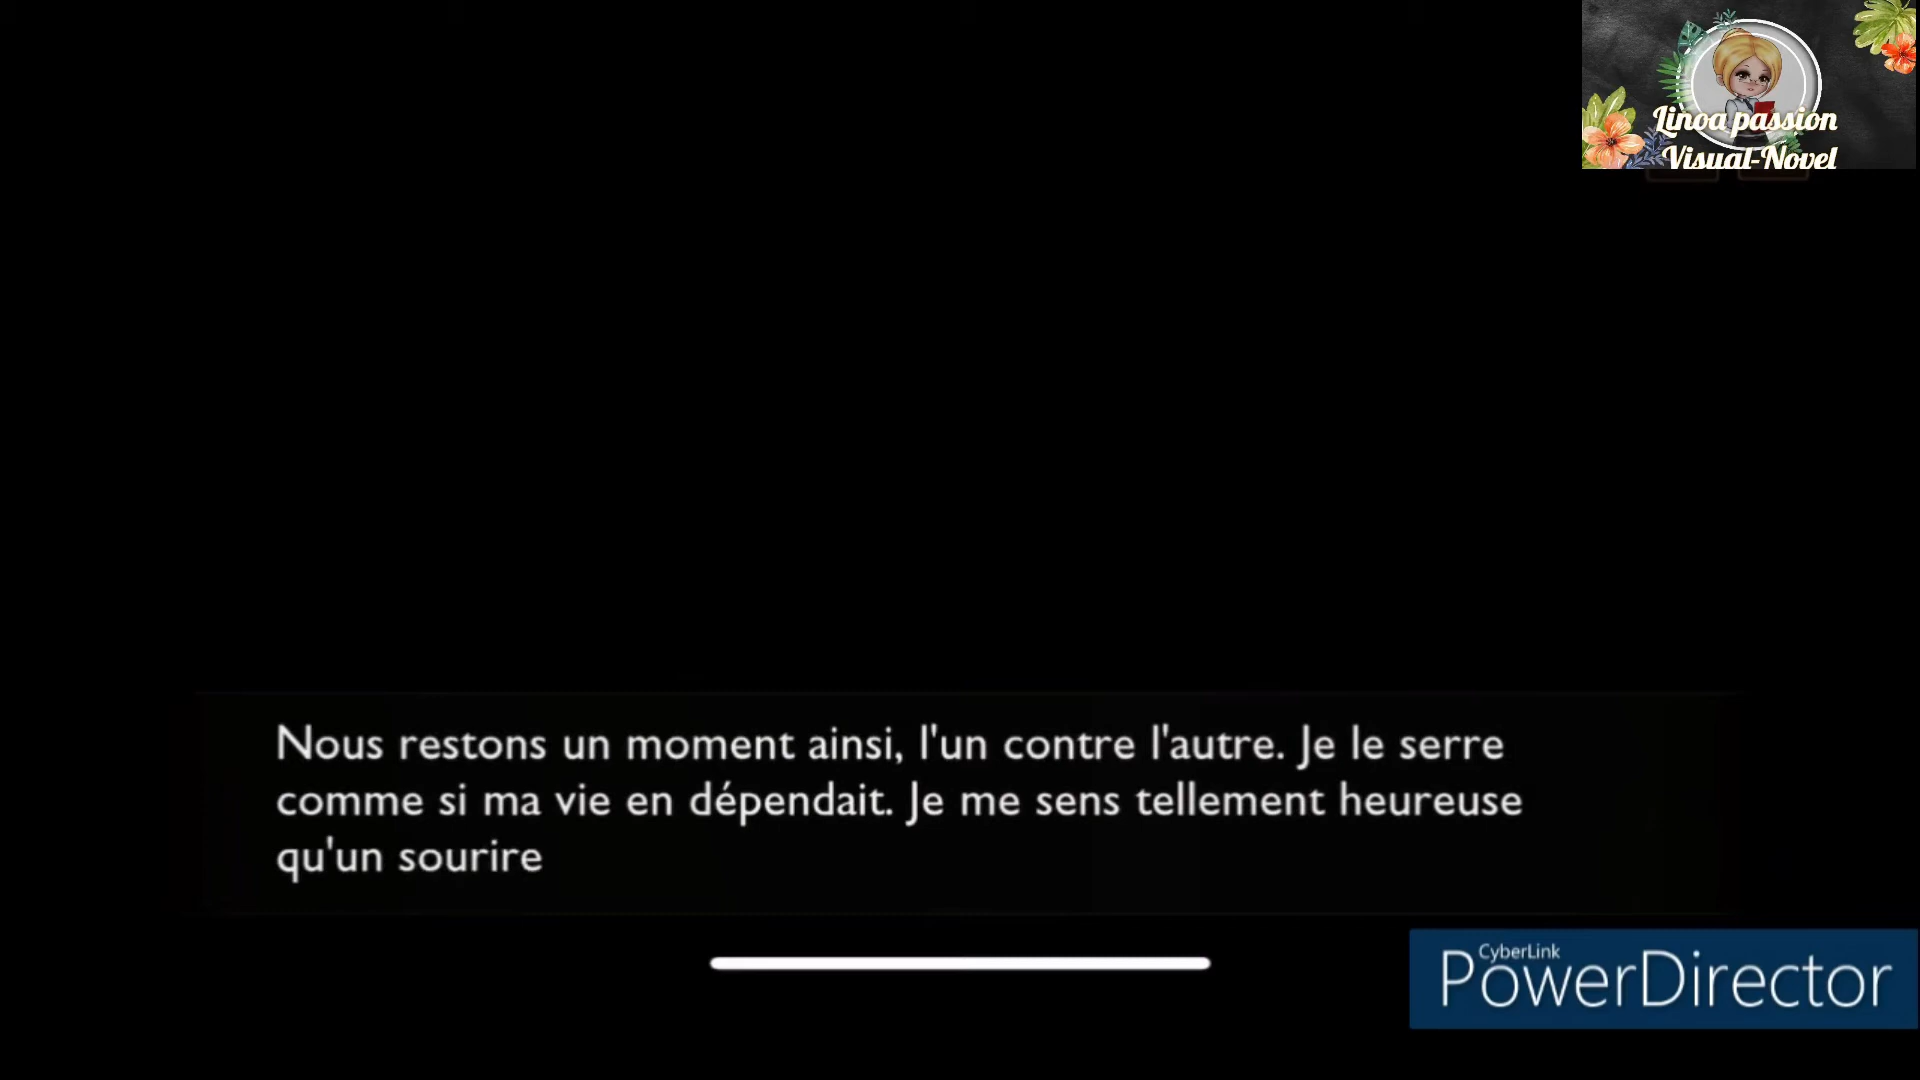 Linoa passion
Visual-Novel
Nous restons un moment ainsi, l'un contre l'autre. Je le serre
comme si ma vie en dépendait. Je me sens tellement heureuse
qu'un sourire
CyberLink
PowerDirector